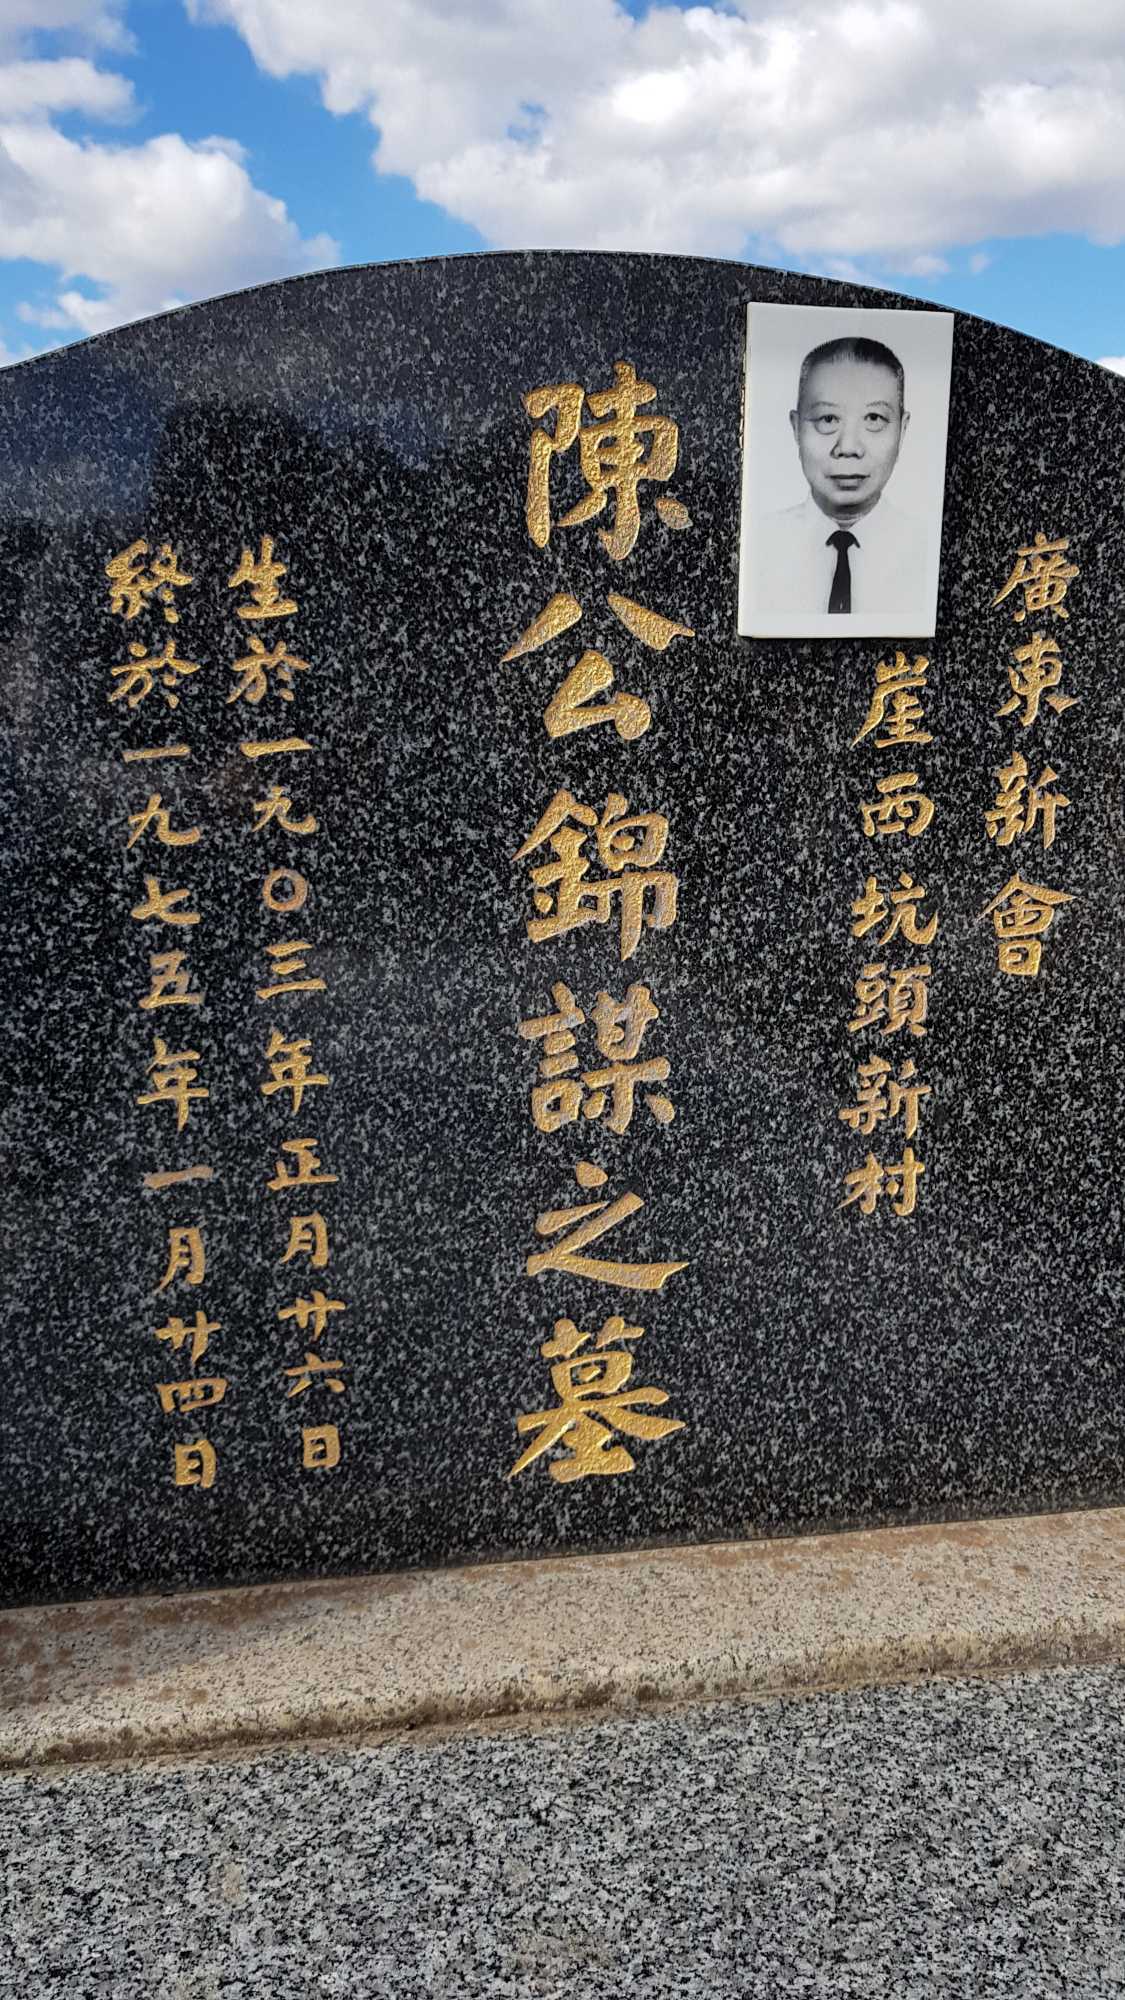 廣東新會
崖西坑頭新村
陳公錦謀之墓
生於一九〇三年正月廿六日
終於一九七五年一月廿四日